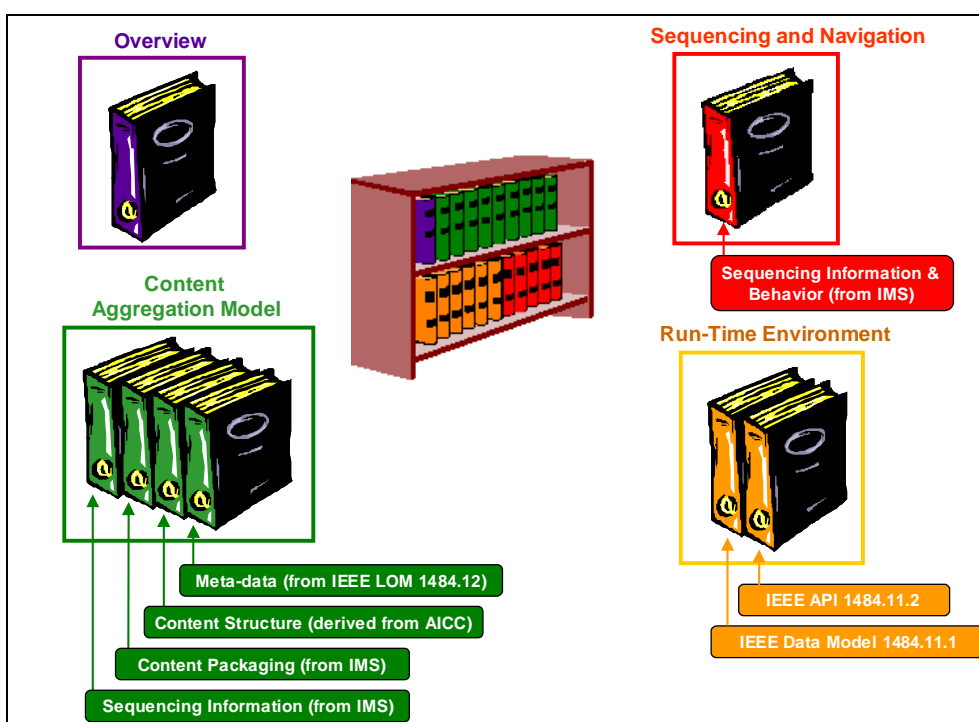 Overview
Sequencing and Navigation
Sequencing Information &
Behavior (from IMS)
Content
Aggregation Model
Run-Time Environment
Meta-data (from IEEE LOM 1484.12)
Content Structure (derived from AICC)
Content Packaging (from IMS)
Sequencing Information (from IMS)
IEEE API 1484.11.2
IEEE Data Model 1484.11.1